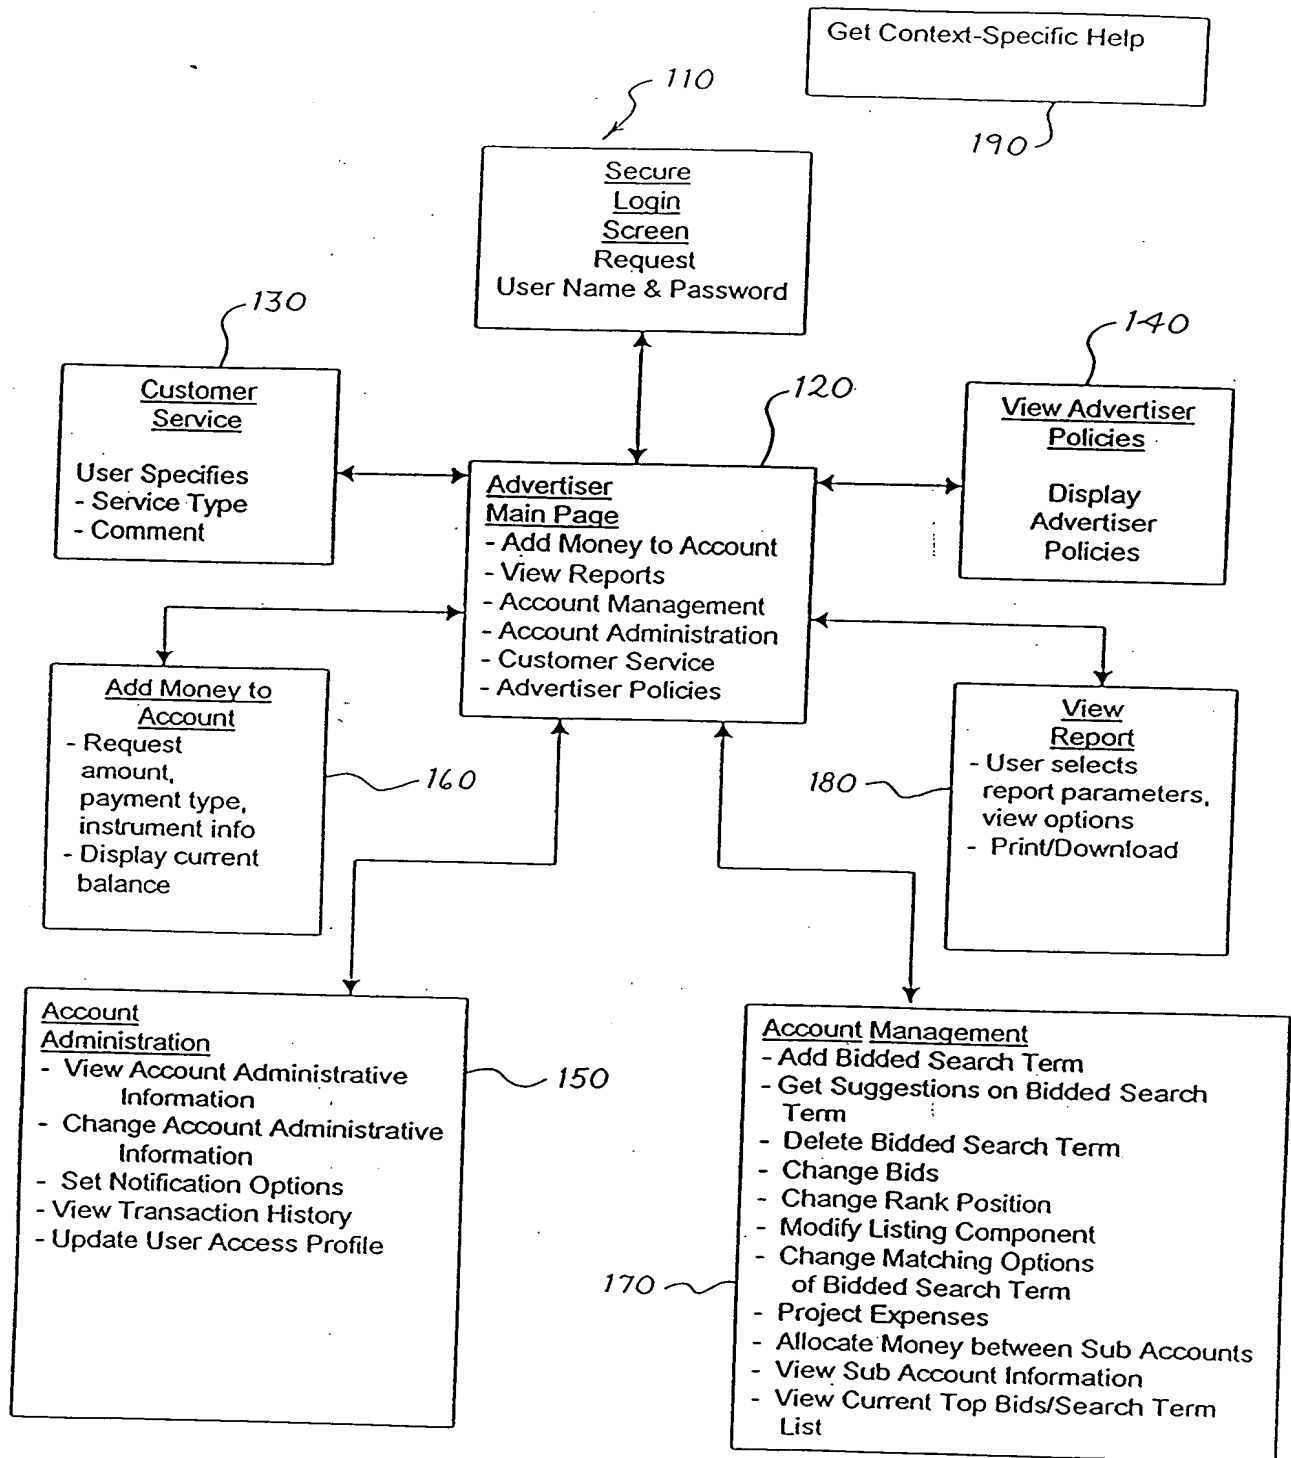 Get Context-Specific Help
190
110
Secure
Login
Screen
Request
User Name & Password
130
Customer
Service
User Specifies
- Service Type
- Comment
120
Advertiser
Main Page
- Add Money to Account
- View Reports
- Account Management
- Account Administration
- Customer Service
- Advertiser Policies
140
View Advertiser
Policies
Display
Advertiser
Policies
Add Money to
Account
- Request
amount,
payment type,
instrument info
- Display current
balance
160
View
Report
- User selects
report parameters,
view options
- Print/Download
180
Account
Administration
- View Account Administrative
Information
- Change Account Administrative
Information
- Set Notification Options
- View Transaction History
- Update User Access Profile
150
Account Management
- Add Bidded Search Term
- Get Suggestions on Bidded Search
Term
- Delete Bidded Search Term
- Change Bids
- Change Rank Position
- Modify Listing Component
- Change Matching Options
of Bidded Search Term
- Project Expenses
- Allocate Money between Sub Accounts
- View Sub Account Information
- View Current Top Bids/Search Term
List
170